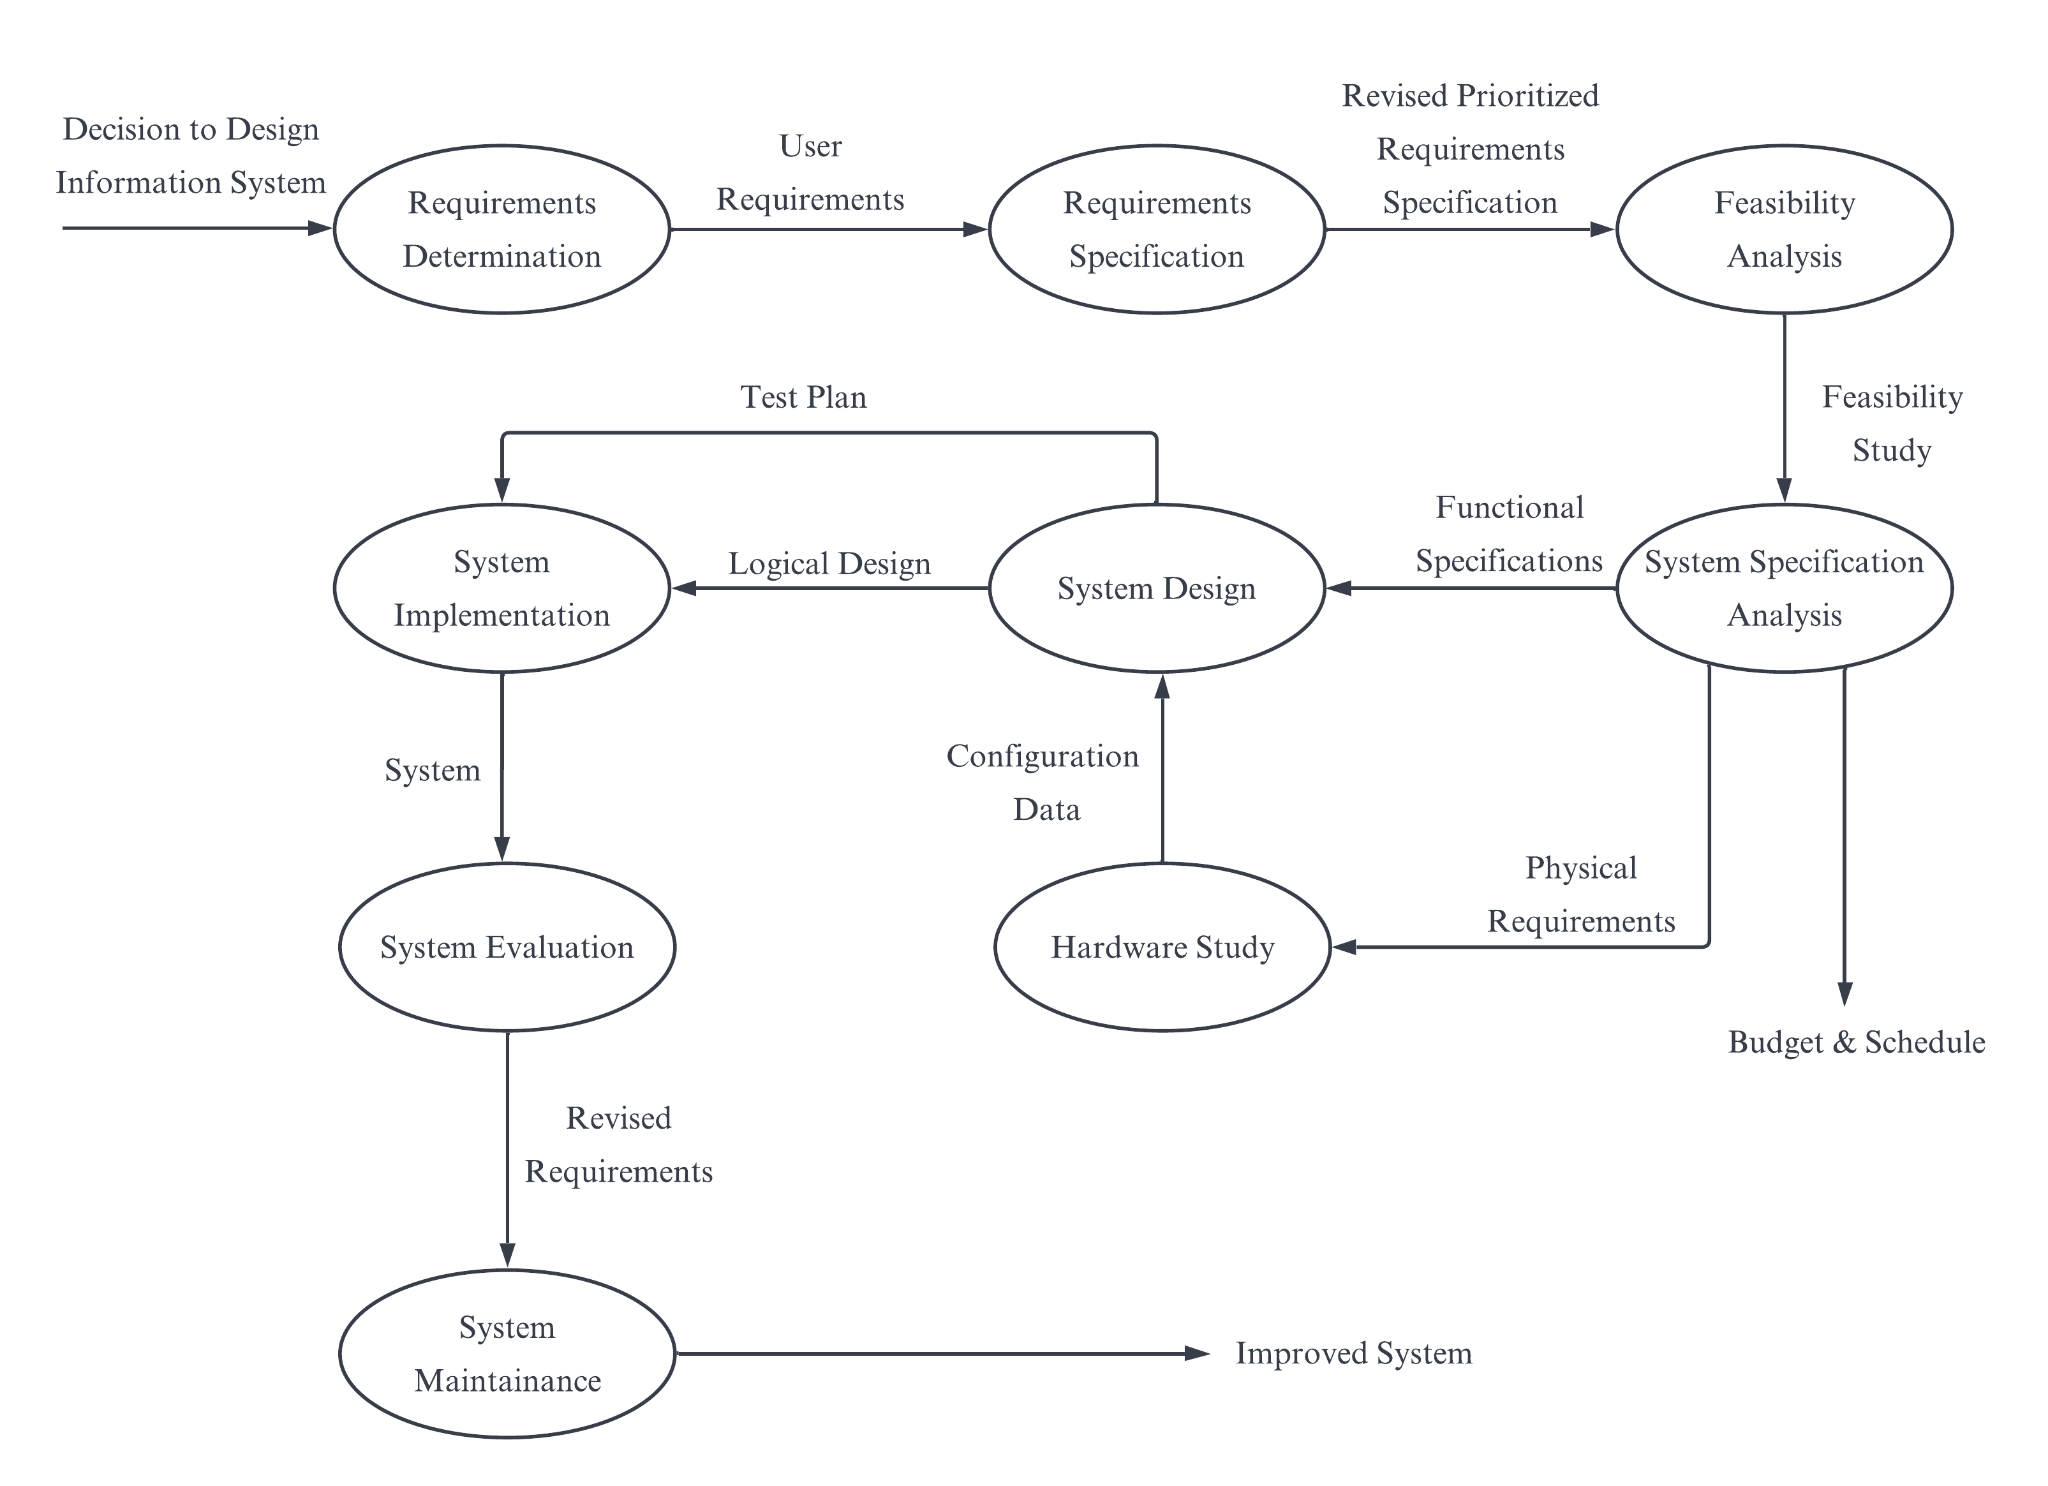 Decision to Design
Information System
Requirements
Determination
User
Requirements
Requirements
Specification
Revised Prioritized
Requirements
Specification
Feasibility
Analysis
Feasibility
Study
Test Plan
System
Implementation
Logical Design
System Design
Functional
Specifications
System Specification
Analysis
System
Configuration
Data
Physical
Requirements
System Evaluation
Hardware Study
Budget & Schedule
Revised
Requirements
System
Maintainance
Improved System